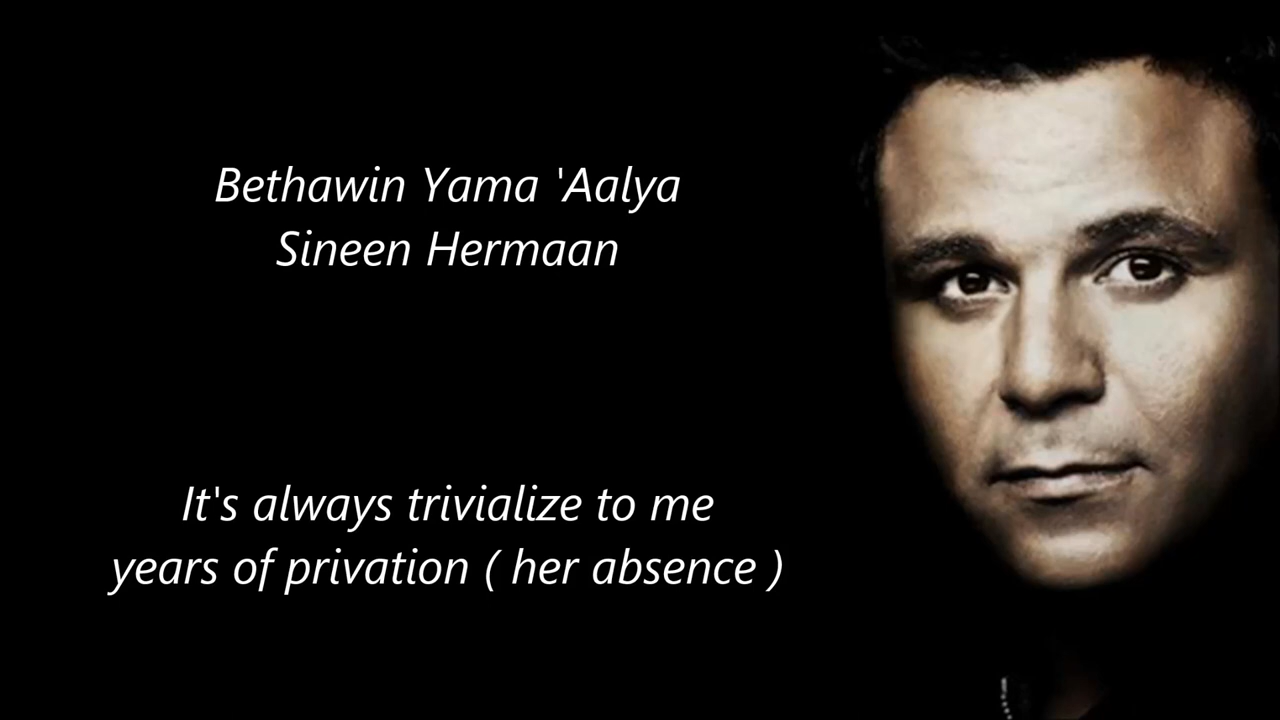 Bethawin Yama 'Aalya
Sineen Hermaan
It's always trivialize to me
years of privation ( her absence )